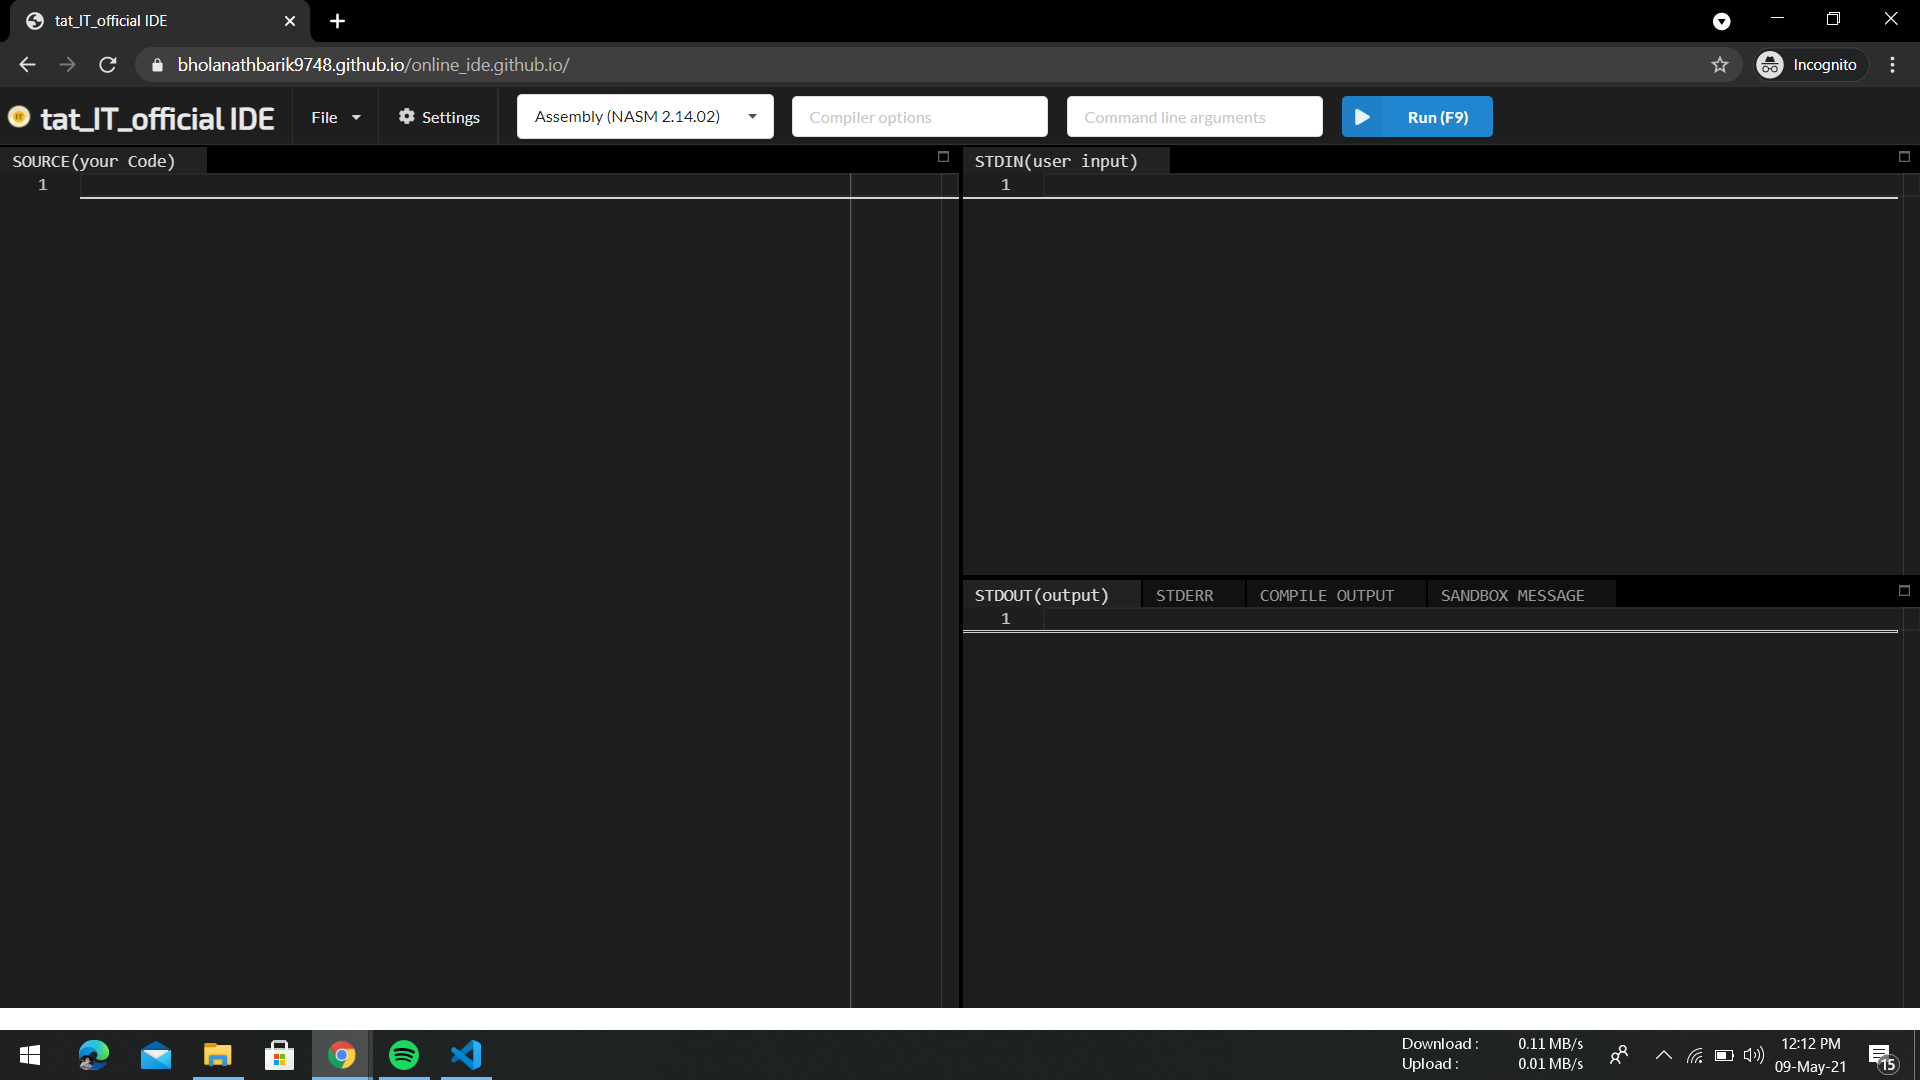 tat_IT_official IDE
bholanathbarik9748.github.io/online_ide.github.io/
Incognito
IT
tat_IT_official IDE
File
Settings
Assembly (NASM 2.14.02)
Compiler options
Command line arguments
Run (F9)
SOURCE(your Code)
1
STDIN(user input)
1
STDOUT(output)
STDERR
COMPILE OUTPUT
SANDBOX MESSAGE
1
Download : 0.11 MB/s
Upload : 0.01 MB/s
12:12 PM
09-May-21
15